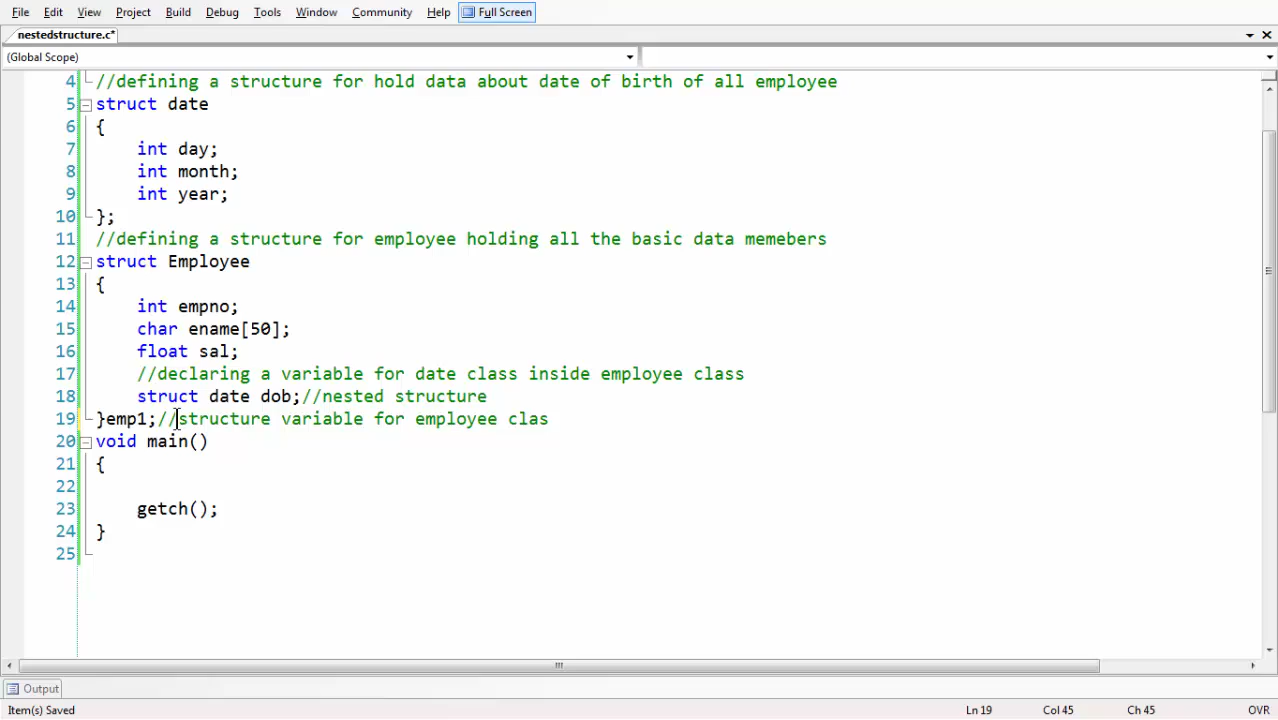 File Edit View Project Build Debug Tools Window Community Help Full Screen
nestedstructure.c*
(Global Scope)
4 //defining a structure for hold data about date of birth of all employee
5 struct date
6 {
7 int day;
8 int month;
9 int year;
10 };
11 //defining a structure for employee holding all the basic data memebers
12 struct Employee
13 {
14 int empno;
15 char ename[50];
16 float sal;
17 //declaring a variable for date class inside employee class
18 struct date dob;//nested structure
19 }emp1;//structure variable for employee clas
20 void main()
21 {
22
23 getch();
24 }
25
Output
Item(s) Saved Ln 19 Col 45 Ch 45 OVR